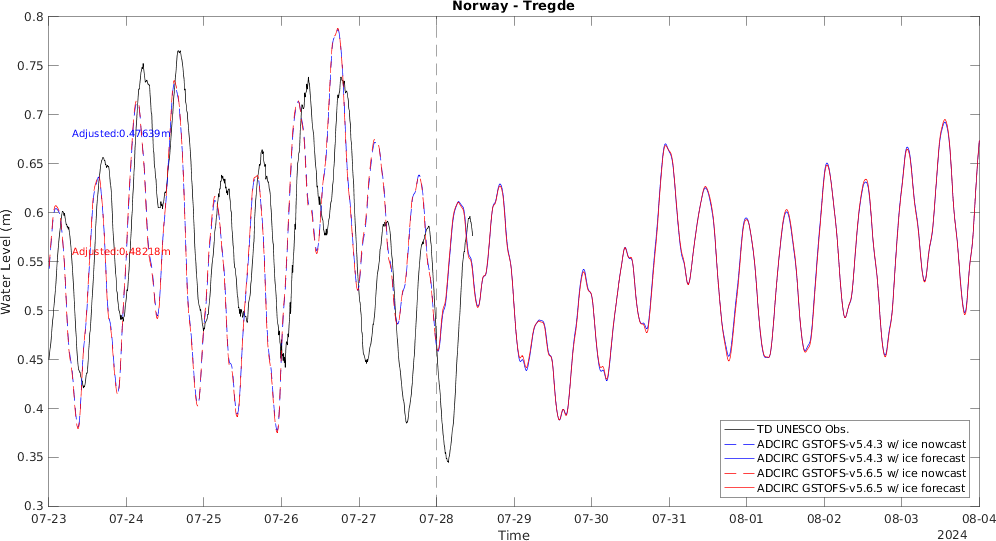 Norway - Tregde
0.8
0.75
0.7
0.65
0.6
0.55
0.5
0.45
0.4
0.35
0.3
Water Level (m)
Adjusted:0.47639m
Adjusted:0.48218m
TD UNESCO Obs.
ADCIRC GSTOFS-v5.4.3 w/ ice nowcast
ADCIRC GSTOFS-v5.4.3 w/ ice forecast
ADCIRC GSTOFS-v5.6.5 w/ ice nowcast
ADCIRC GSTOFS-v5.6.5 w/ ice forecast
07-23 07-24 07-25 07-26 07-27 07-28 07-29 07-30 07-31 08-01 08-02 08-03 08-04
Time
2024